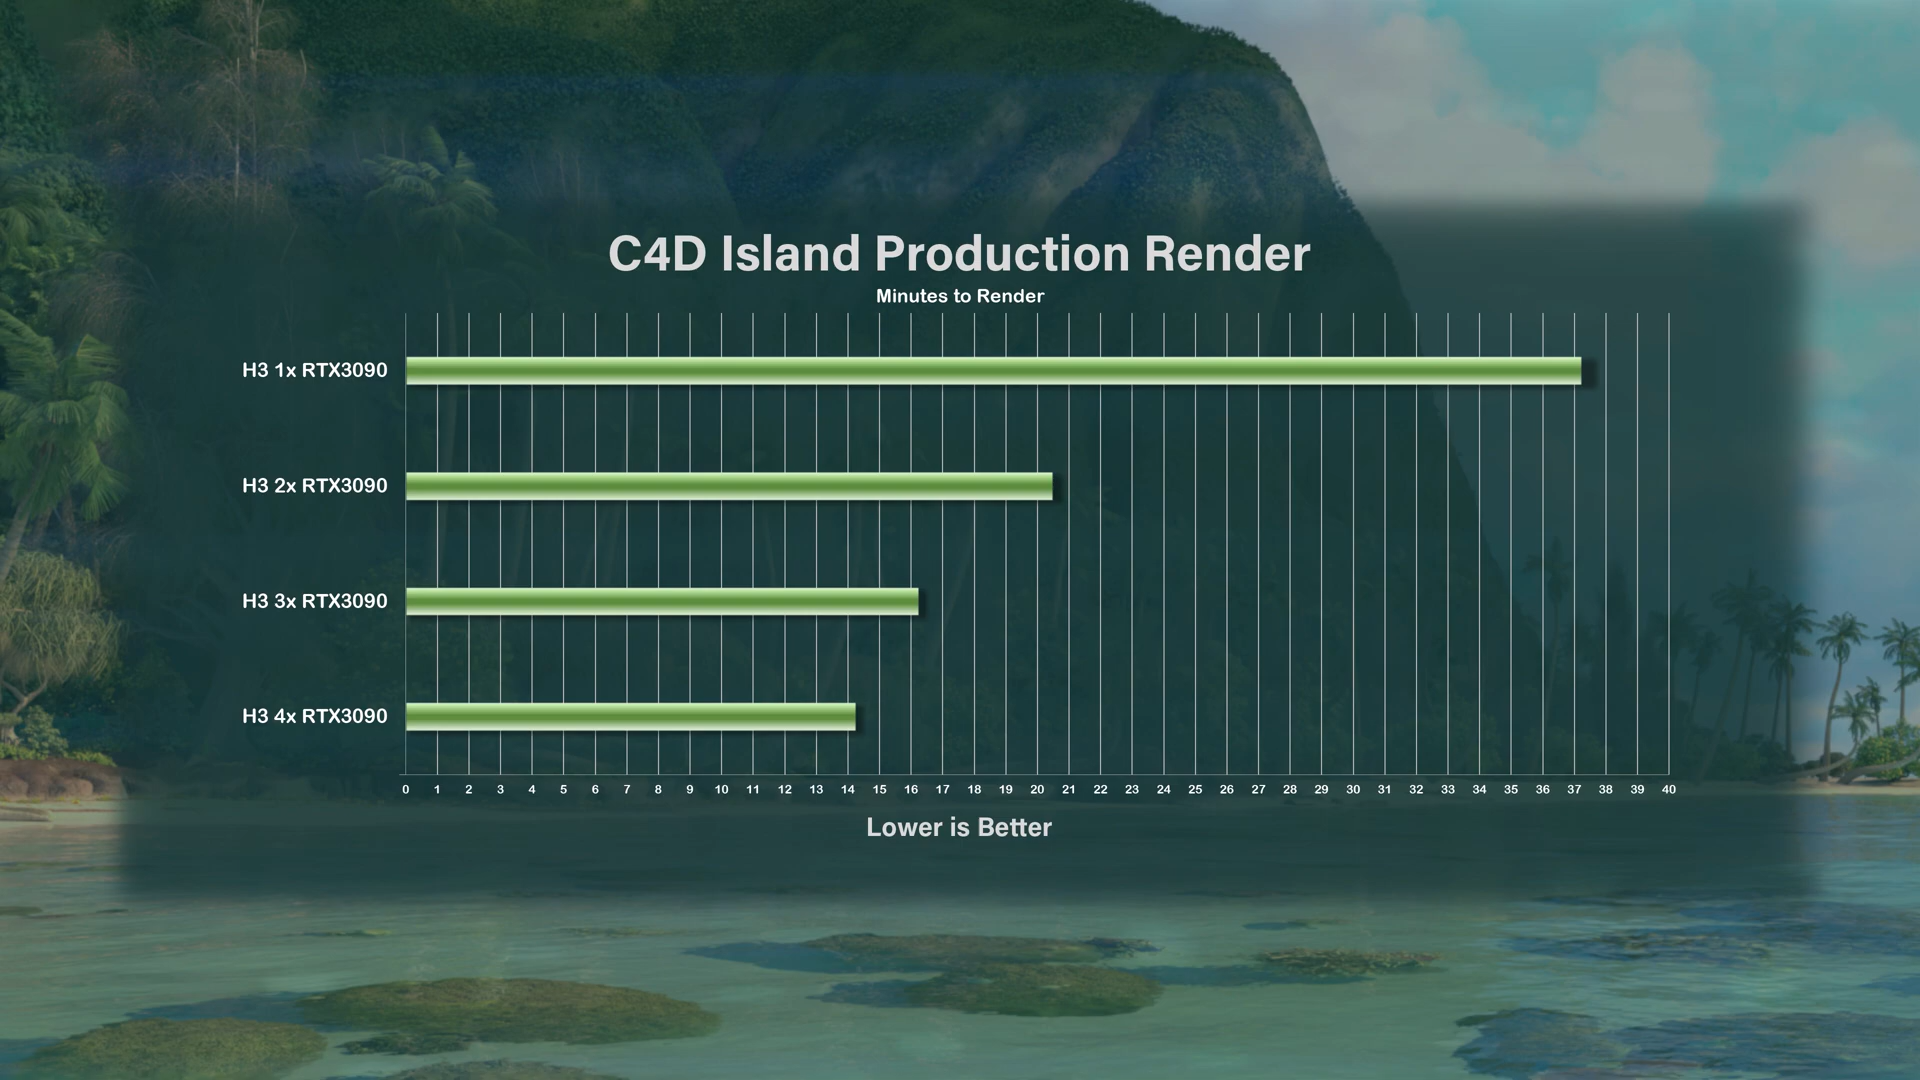 C4D Island Production Render
Minutes to Render
H3 1x RTX3090
H3 2x RTX3090
H3 3x RTX3090
H3 4x RTX3090
0 1 2 3 4 5 6 7 8 9 10 11 12 13 14 15 16 17 18 19 20 21 22 23 24 25 26 27 28 29 30 31 32 33 34 35 36 37 38 39 40
Lower is Better